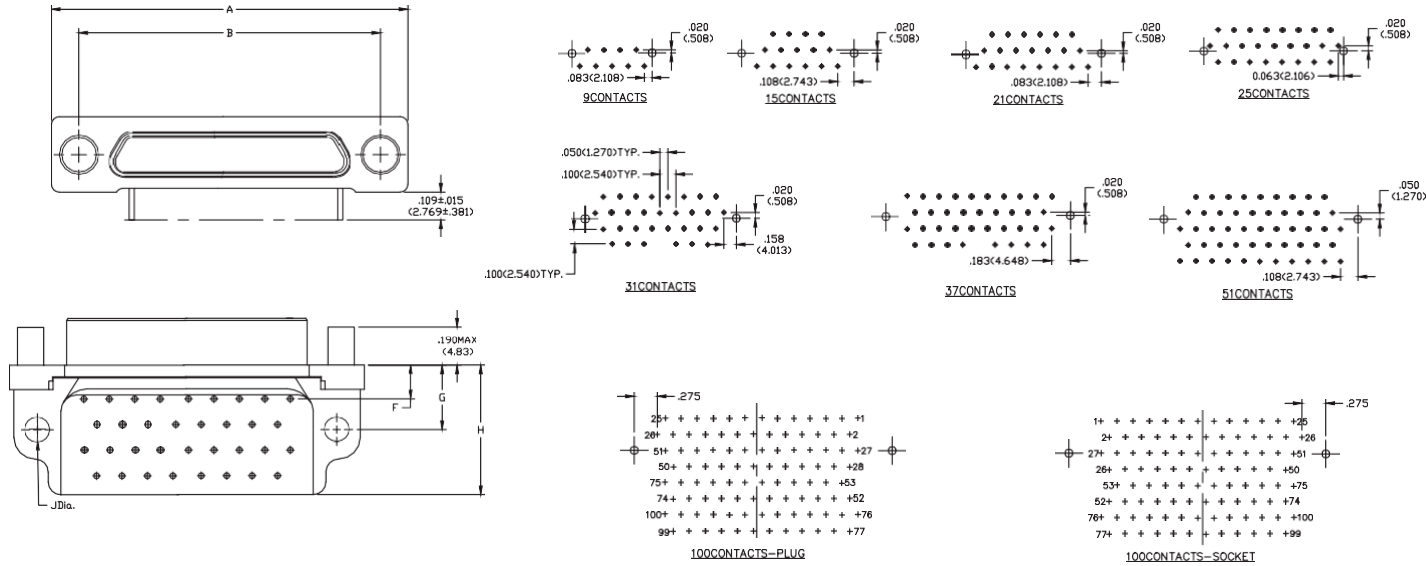 A
B
.109±.015
(2.769±.381)
.020
(.508)
.083(2.108)
9CONTACTS
.020
(.508)
.108(2.743)
15CONTACTS
.020
(.508)
.083(2.108)
21CONTACTS
.020
(.508)
0.063(2.106)
25CONTACTS
.050(1.270)TYP.
.100(2.540)TYP.
.020
(.508)
.158
(4.013)
.100(2.540)TYP.
31CONTACTS
.020
(.508)
.183(4.648)
37CONTACTS
.050
(1.270)
.108(2.743)
51CONTACTS
.190MAX
(4.83)
F
G
H
JDia.
.275
25 1
26 2
51 27
50 28
75 53
74 52
100 76
99 77
100CONTACTS-PLUG
.275
1 25
2 26
27 51
26 50
53 75
52 74
76 100
77 99
100CONTACTS-SOCKET